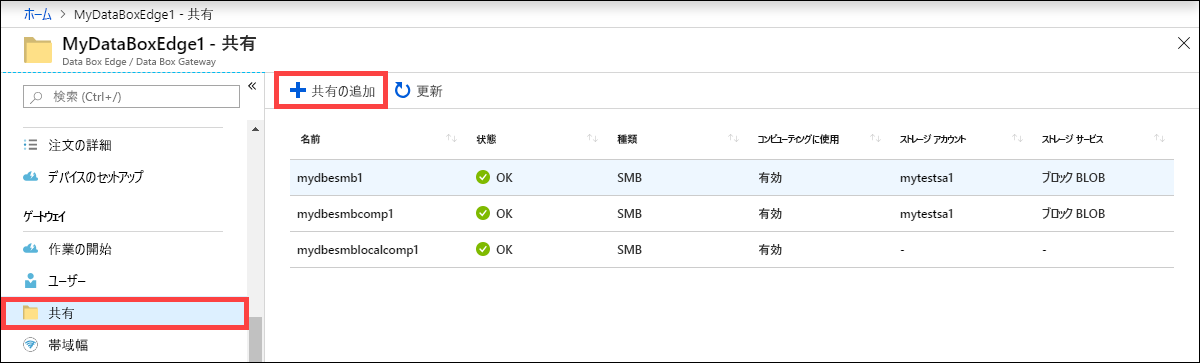 ホーム > MyDataBoxEdge1 - 共有
MyDataBoxEdge1 - 共有
Data Box Edge / Data Box Gateway
検索 (Ctrl+/)
注文の詳細
デバイスのセットアップ
ゲートウェイ
作業の開始
ユーザー
共有
帯域幅
共有の追加 更新
名前 状態 種類 コンピューティングに使用 ストレージ アカウント ストレージ サービス
mydbesmb1 OK SMB 有効 mytestsa1 ブロック BLOB
mydbesmbcomp1 OK SMB 有効 mytestsa1 ブロック BLOB
mydbesmblocalcomp1 OK SMB 有効 - -